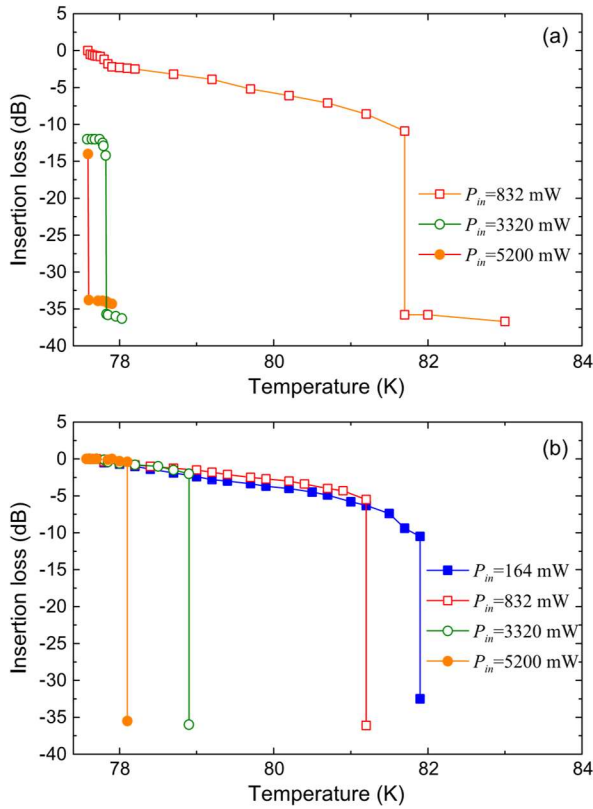 (a)
5
0
-5
-10
-15
-20
-25
-30
-35
-40
Insertion loss (dB)
P_in=832 mW
P_in=3320 mW
P_in=5200 mW
78 80 82 84
Temperature (K)
(b)
5
0
-5
-10
-15
-20
-25
-30
-35
-40
Insertion loss (dB)
P_in=164 mW
P_in=832 mW
P_in=3320 mW
P_in=5200 mW
78 80 82 84
Temperature (K)